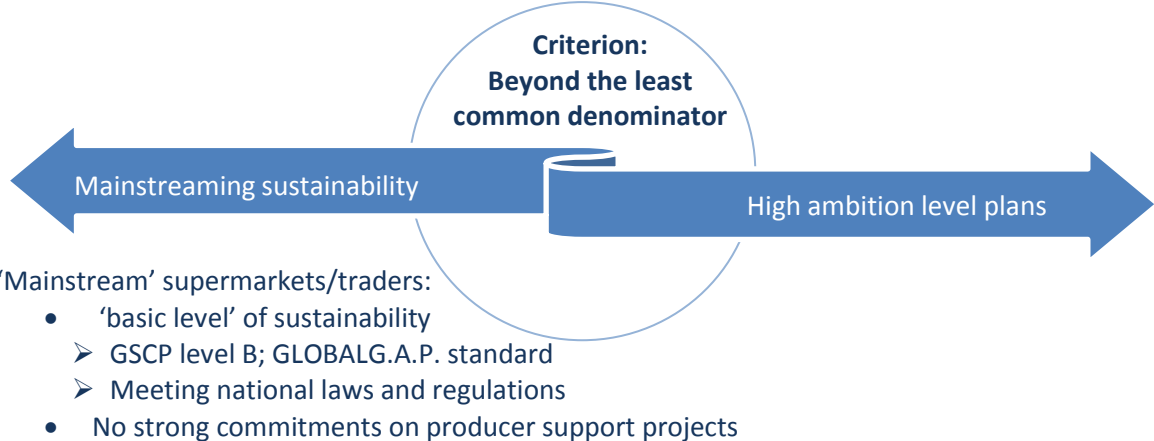 Criterion:
Beyond the least
common denominator
Mainstreaming sustainability
High ambition level plans
‘Mainstream’ supermarkets/traders:
• ‘basic level’ of sustainability
➢ GSCP level B; GLOBALG.A.P. standard
➢ Meeting national laws and regulations
• No strong commitments on producer support projects